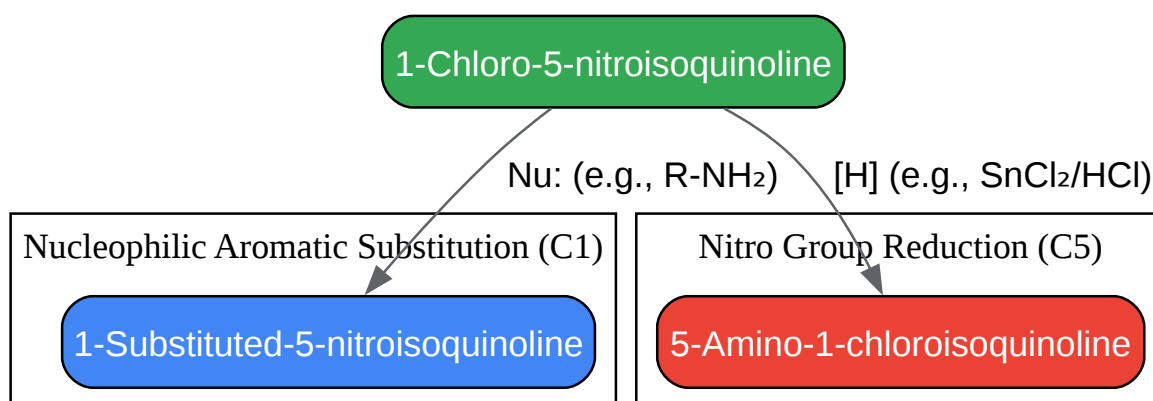 1-Chloro-5-nitroisoquinoline
Nu: (e.g., R-NH₂)
[H] (e.g., SnCl₂/HCl)
Nucleophilic Aromatic Substitution (C1)
Nitro Group Reduction (C5)
1-Substituted-5-nitroisoquinoline
5-Amino-1-chloroisoquinoline